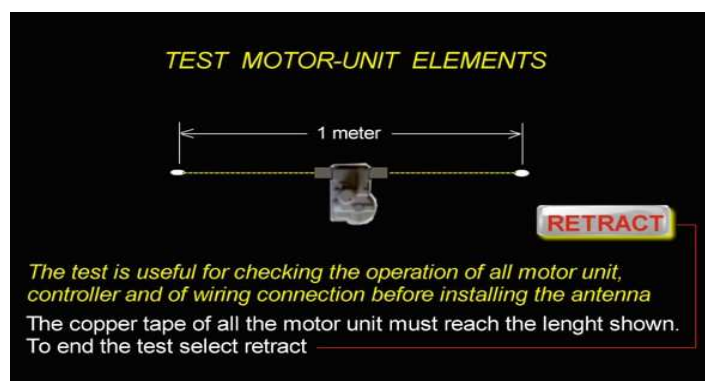 TEST MOTOR-UNIT ELEMENTS
1 meter
RETRACT
The test is useful for checking the operation of all motor unit,
controller and of wiring connection before installing the antenna
The copper tape of all the motor unit must reach the lenght shown.
To end the test select retract